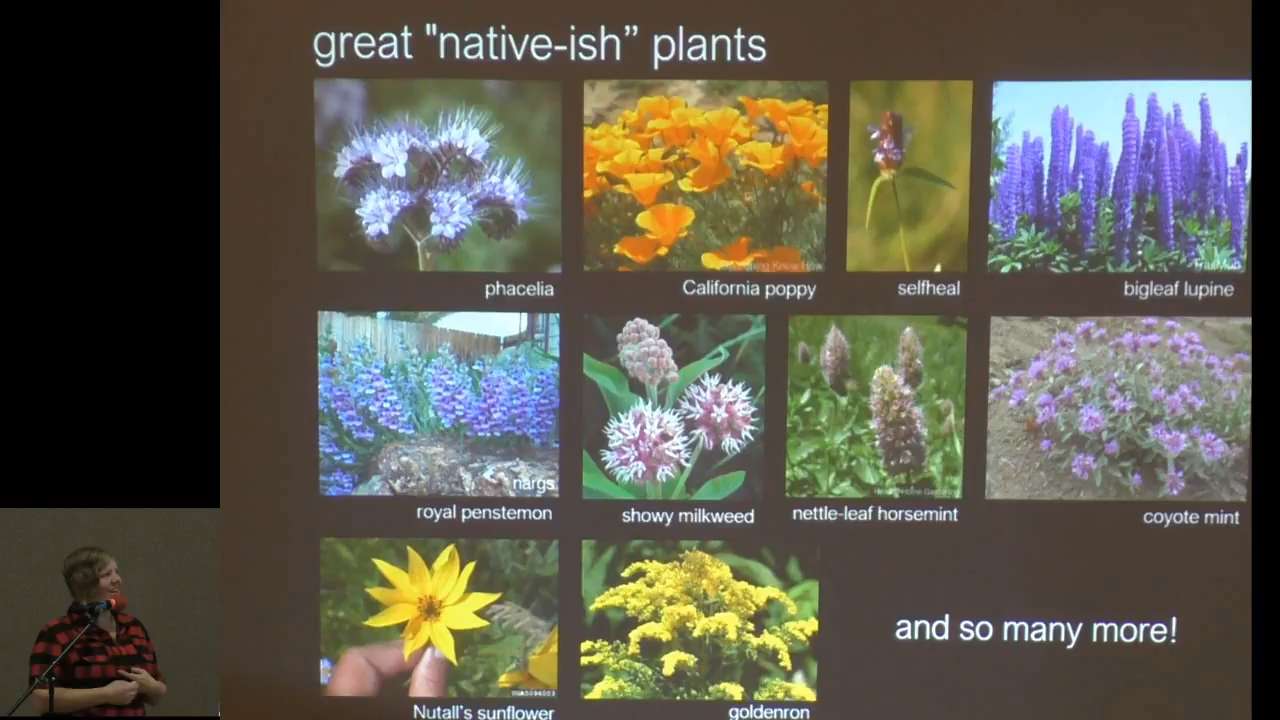 great "native-ish” plants
phacelia
California poppy
selfheal
bigleaf lupine
nargs
royal penstemon
showy milkweed
nettle-leaf horsemint
coyote mint
Nutall's sunflower
goldenron
and so many more!